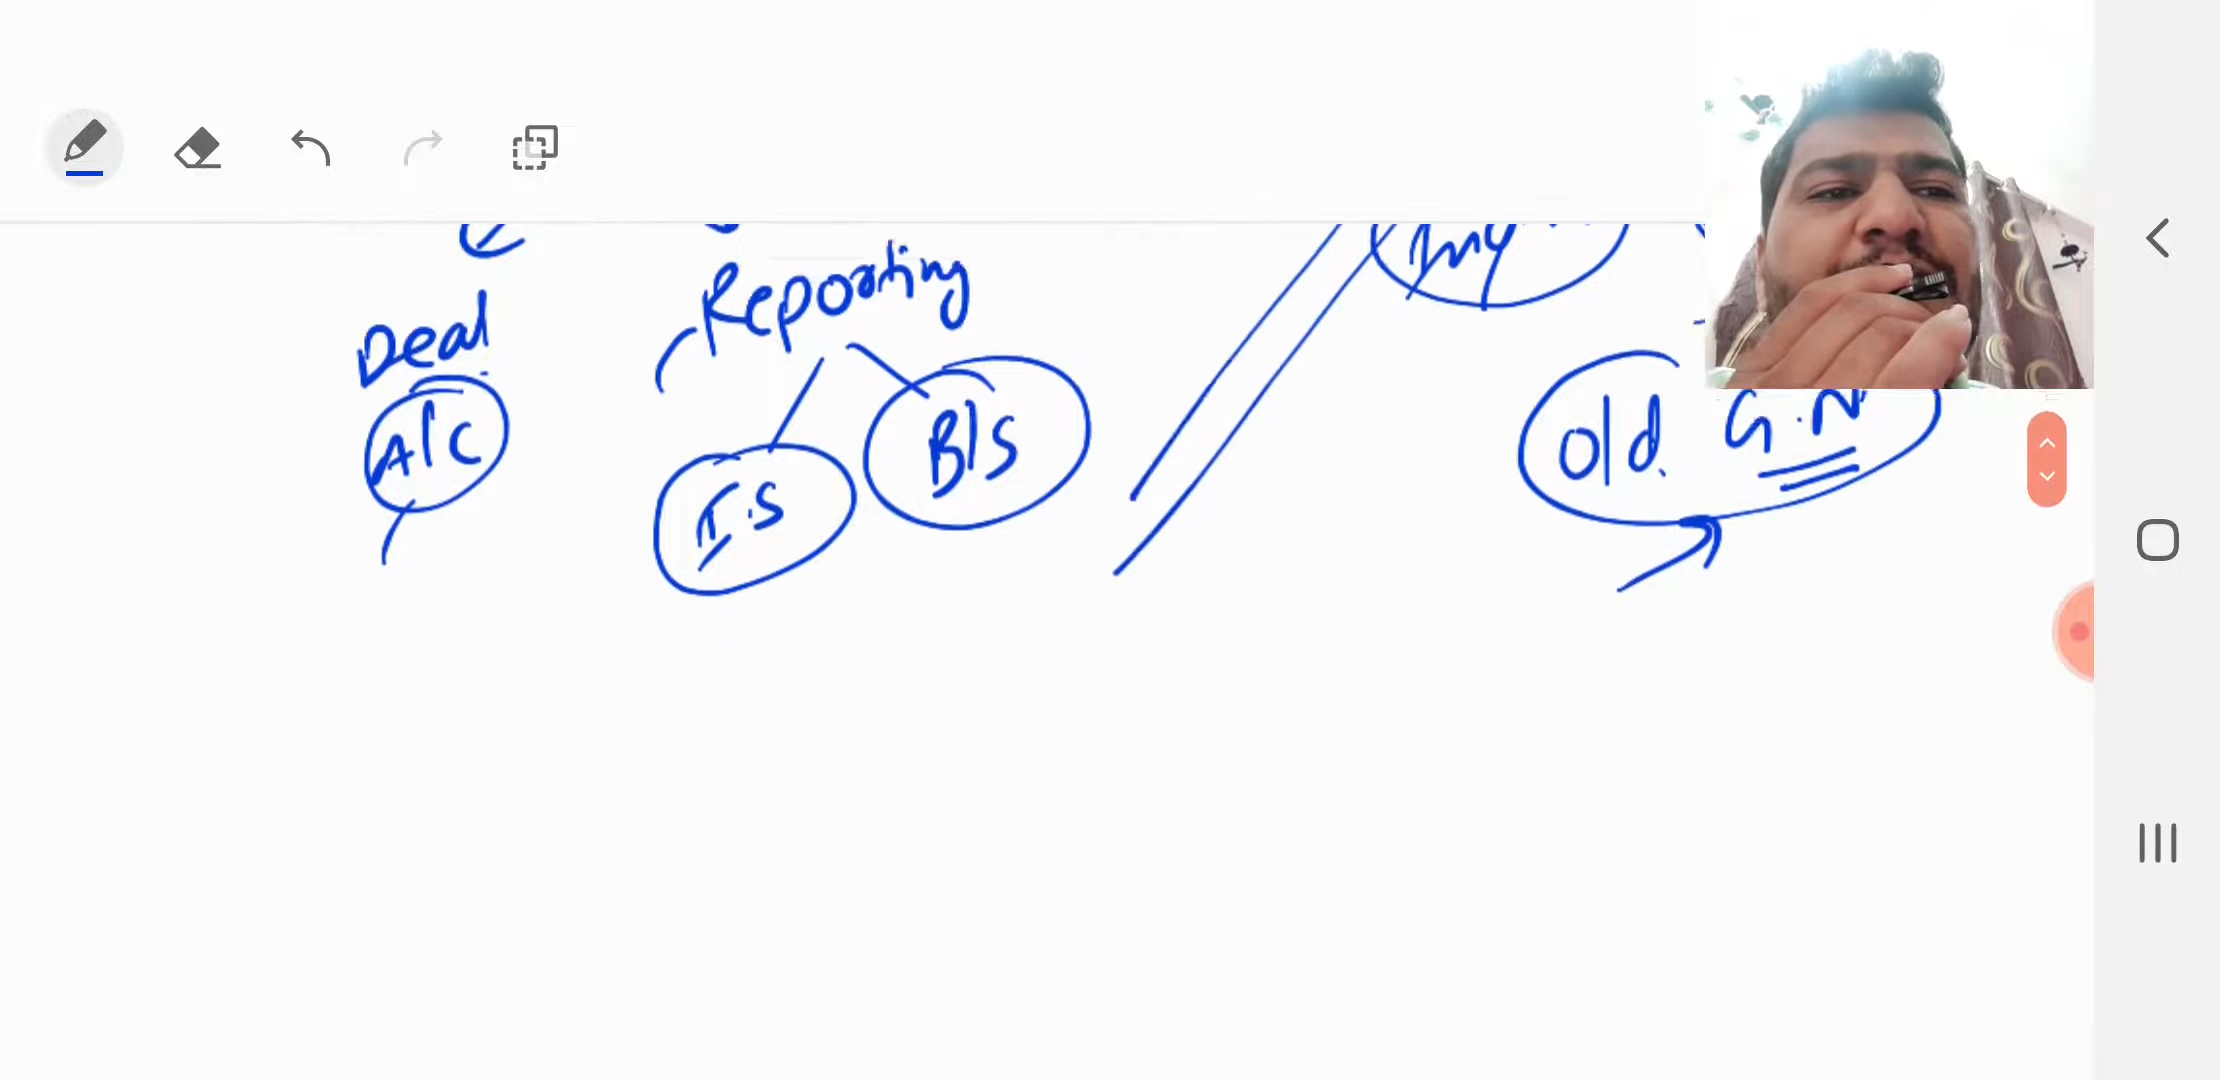 Reporting
Deal
A/C
I.S
B/S
Old G.N